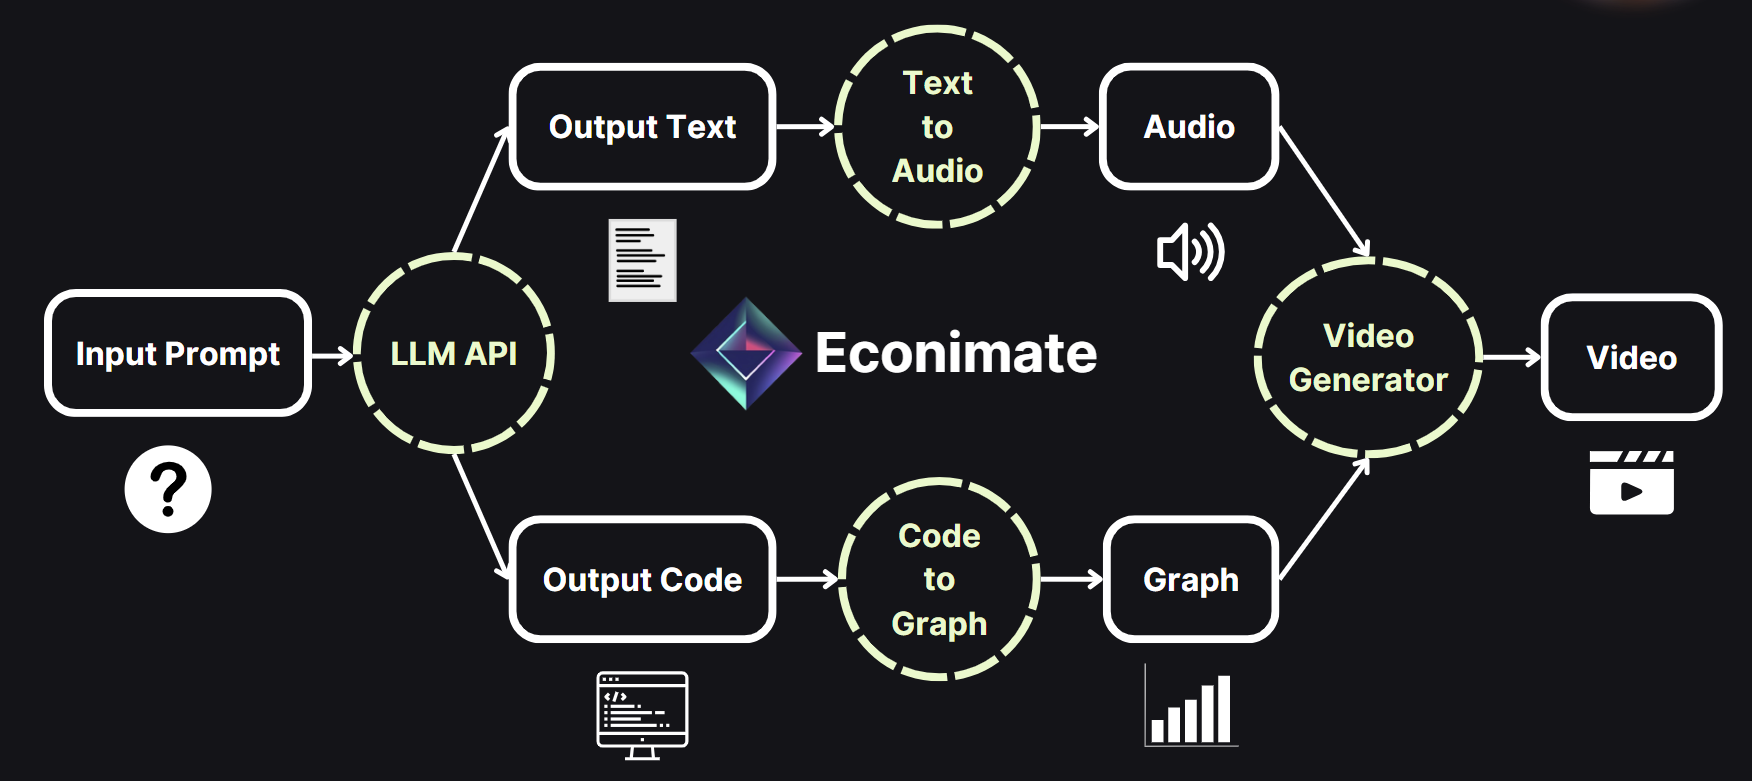 Input Prompt
?
LLM API
Output Text
Text
to
Audio
Audio
Econimate
Output Code
</>
Code
to
Graph
Graph
Video
Generator
Video